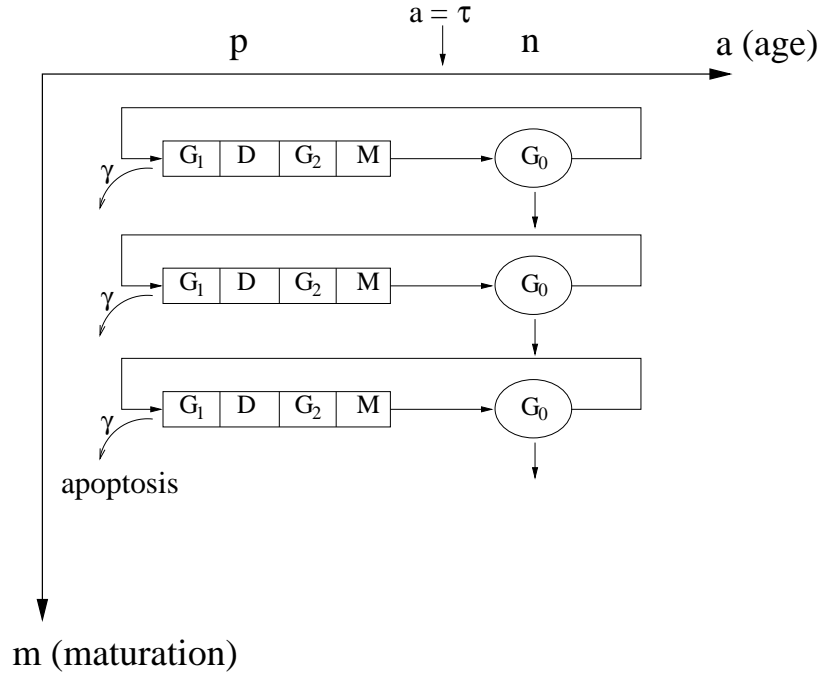 a = τ
p n a (age)
G₁ D G₂ M G₀
γ
G₁ D G₂ M G₀
γ
G₁ D G₂ M G₀
γ
apoptosis
m (maturation)